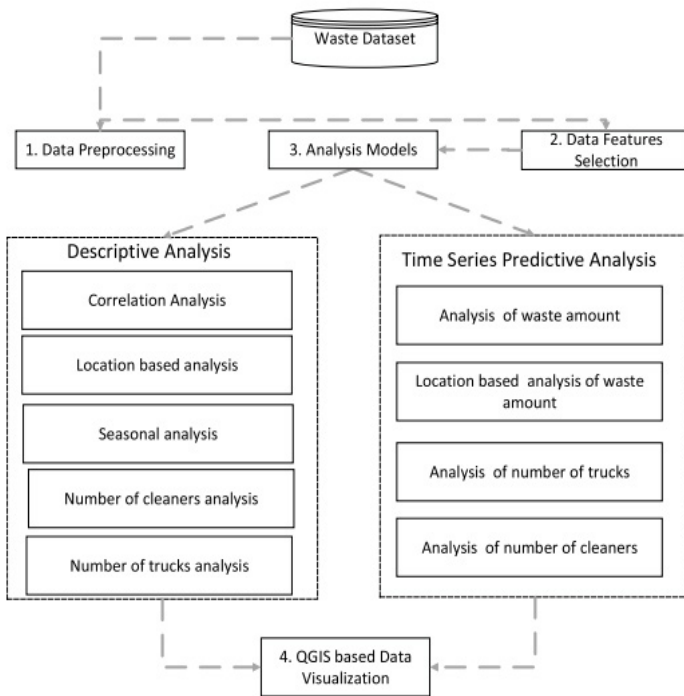 Waste Dataset
1. Data Preprocessing
3. Analysis Models
2. Data Features
Selection
Descriptive Analysis
Correlation Analysis
Location based analysis
Seasonal analysis
Number of cleaners analysis
Number of trucks analysis
Time Series Predictive Analysis
Analysis of waste amount
Location based analysis of waste
amount
Analysis of number of trucks
Analysis of number of cleaners
4. QGIS based Data
Visualization